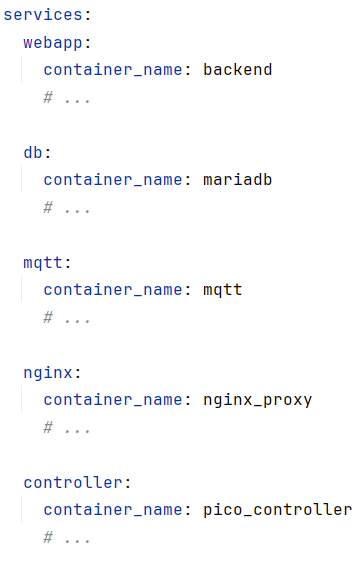 services:
  webapp:
    container_name: backend
    # ...

  db:
    container_name: mariadb
    # ...

  mqtt:
    container_name: mqtt
    # ...

  nginx:
    container_name: nginx_proxy
    # ...

  controller:
    container_name: pico_controller
    # ...